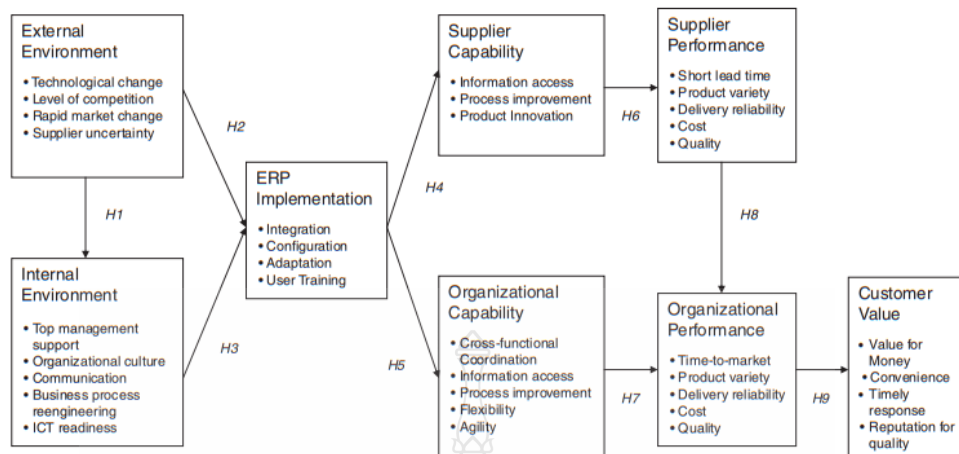 External
Environment
• Technological change
• Level of competition
• Rapid market change
• Supplier uncertainty
H1
H2
Internal
Environment
• Top management
support
• Organizational culture
• Communication
• Business process
reengineering
• ICT readiness
H3
ERP
Implementation
• Integration
• Configuration
• Adaptation
• User Training
H4
H5
Supplier
Capability
• Information access
• Process improvement
• Product Innovation
H6
Supplier
Performance
• Short lead time
• Product variety
• Delivery reliability
• Cost
• Quality
H8
Organizational
Capability
• Cross-functional
Coordination
• Information access
• Process improvement
• Flexibility
• Agility
H7
Organizational
Performance
• Time-to-market
• Product variety
• Delivery reliability
• Cost
• Quality
H9
Customer
Value
• Value for
Money
• Convenience
• Timely
response
• Reputation for
quality